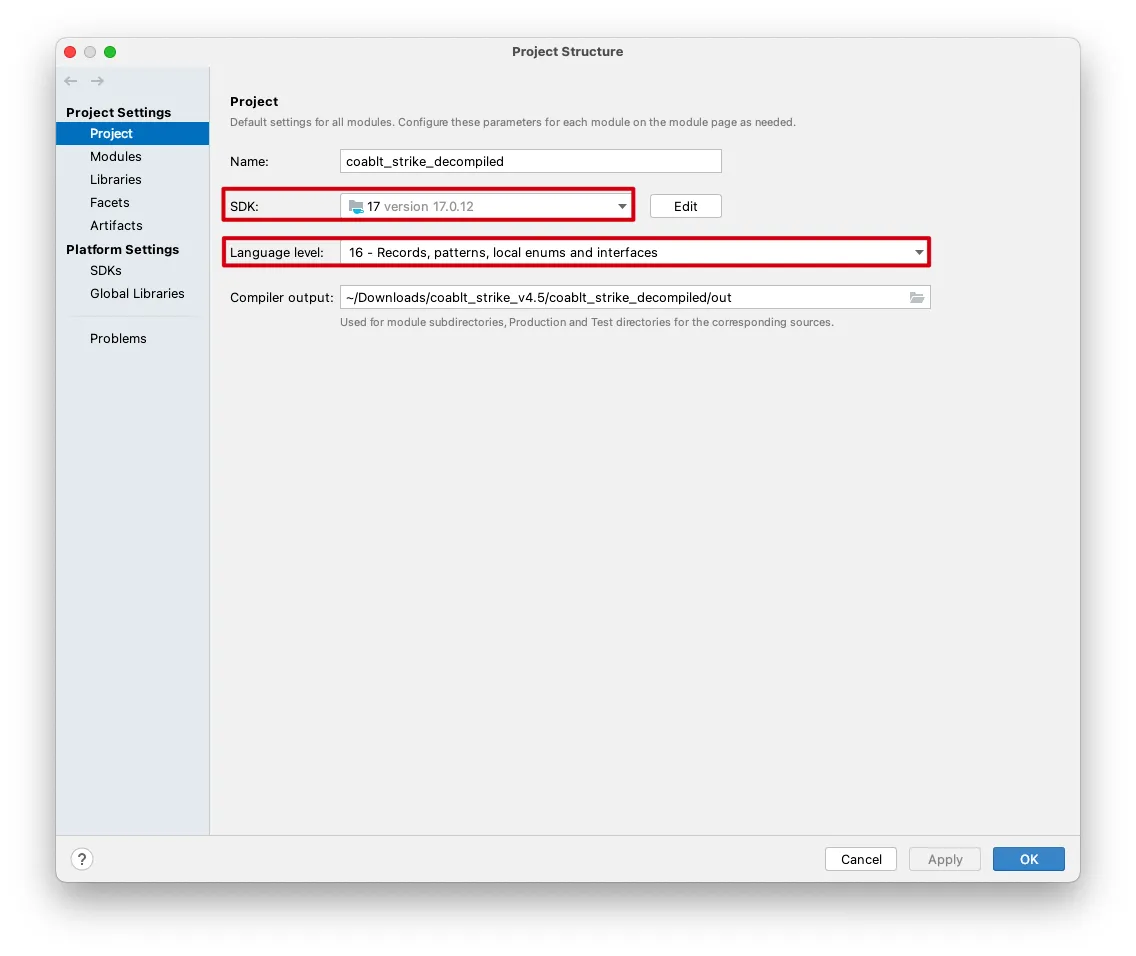 Project Structure
Project Settings
Project
Modules
Libraries
Facets
Artifacts
Platform Settings
SDKs
Global Libraries
Problems
Project
Default settings for all modules. Configure these parameters for each module on the module page as needed.
Name: coablt_strike_decompiled
SDK: 17 version 17.0.12 Edit
Language level: 16 - Records, patterns, local enums and interfaces
Compiler output: ~/Downloads/coablt_strike_v4.5/coablt_strike_decompiled/out
Used for module subdirectories, Production and Test directories for the corresponding sources.
? Cancel Apply OK